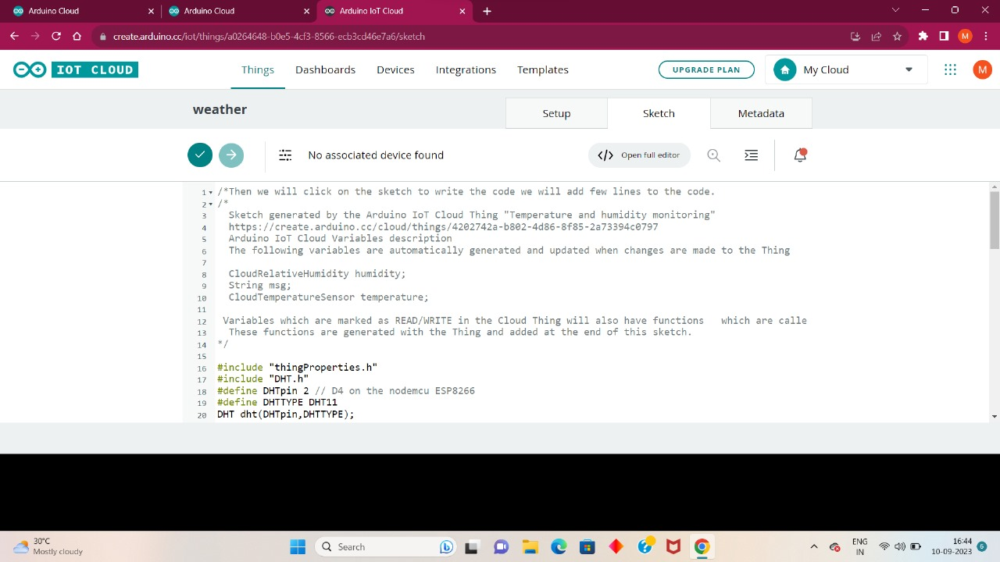 Arduino Cloud
Arduino Cloud
Arduino IoT Cloud
create.arduino.cc/iot/things/a0264648-b0e5-4cf3-8566-ecb3cd46e7a6/sketch
M
IOT CLOUD
Things
Dashboards
Devices
Integrations
Templates
UPGRADE PLAN
My Cloud
M
weather
Setup
Sketch
Metadata
No associated device found
</> Open full editor
1 /*Then we will click on the sketch to write the code we will add few lines to the code.
2 /*
3 Sketch generated by the Arduino IoT Cloud Thing "Temperature and humidity monitoring"
4 https://create.arduino.cc/cloud/things/4202742a-b802-4d86-8f85-2a73394c0797
5 Arduino IoT Cloud Variables description
6 The following variables are automatically generated and updated when changes are made to the Thing
7
8 CloudRelativeHumidity humidity;
9 String msg;
10 CloudTemperatureSensor temperature;
11
12 Variables which are marked as READ/WRITE in the Cloud Thing will also have functions which are calle
13 These functions are generated with the Thing and added at the end of this sketch.
14 */
15
16 #include "thingProperties.h"
17 #include "DHT.h"
18 #define DHTpin 2 // D4 on the nodemcu ESP8266
19 #define DHTTYPE DHT11
20 DHT dht(DHTpin,DHTTYPE);
30°C
Mostly cloudy
Search
ENG
IN
16:44
10-09-2023
6